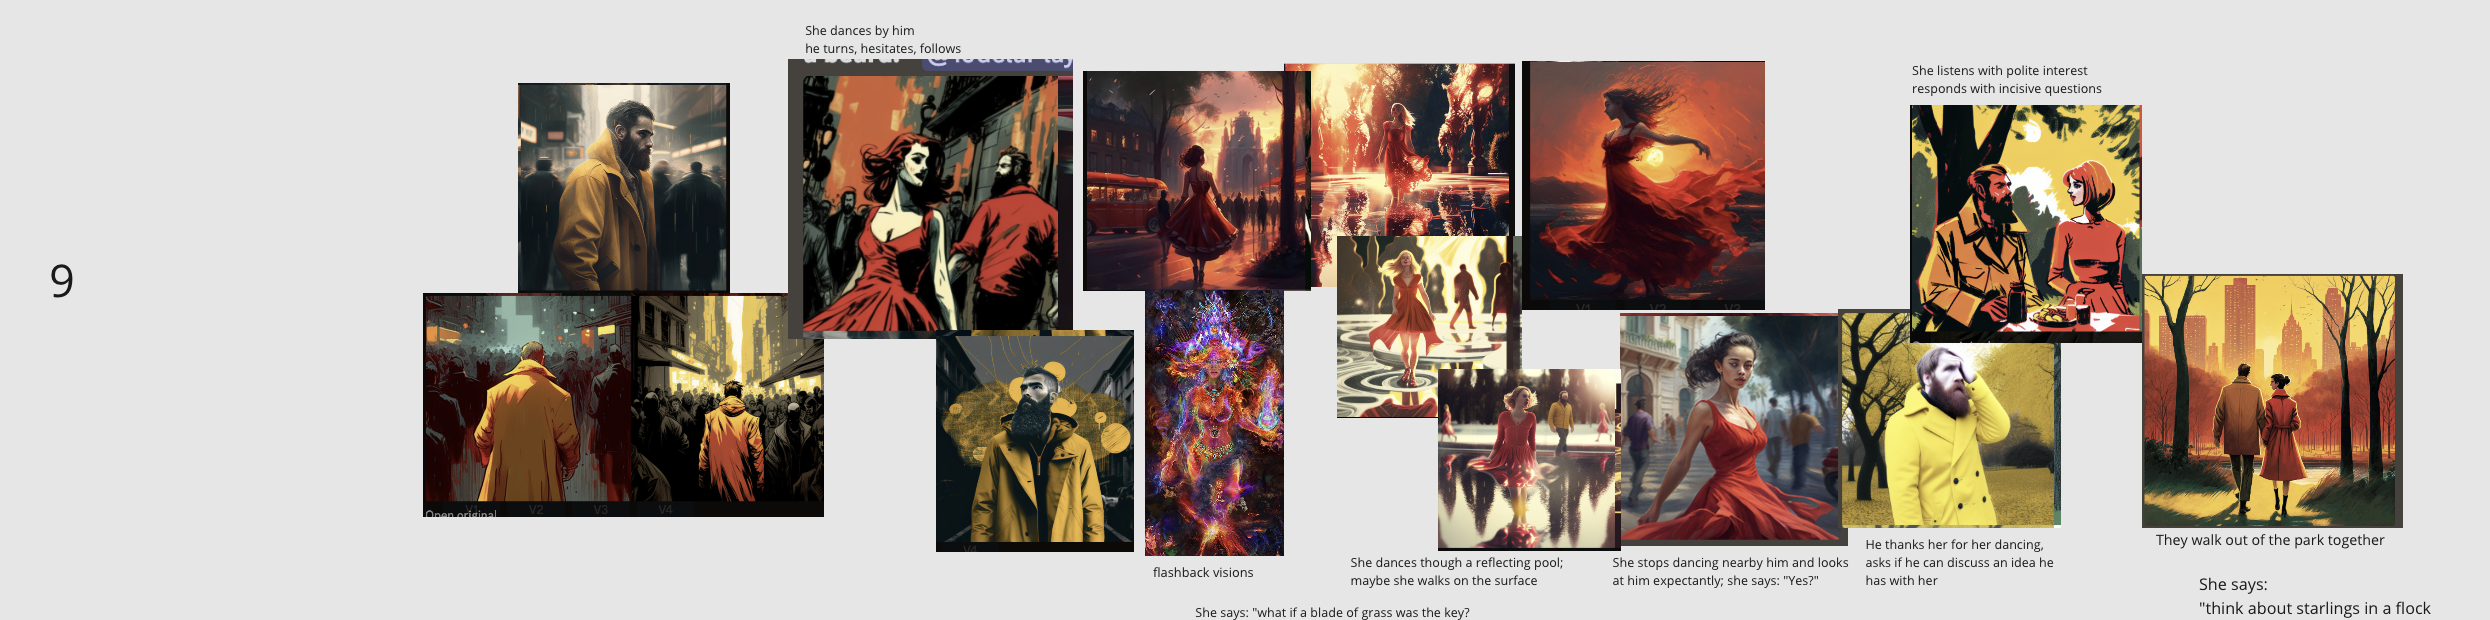 9
She dances by him
he turns, hesitates, follows
a beard.
Open original
V2
V3
V4
V4
flashback visions
She says: "what if a blade of grass was the key?
She dances though a reflecting pool;
maybe she walks on the surface
V1
V2
V3
She stops dancing nearby him and looks
at him expectantly; she says: "Yes?"
He thanks her for her dancing,
asks if he can discuss an idea he
has with her
She listens with polite interest
responds with incisive questions
They walk out of the park together
She says:
"think about starlings in a flock